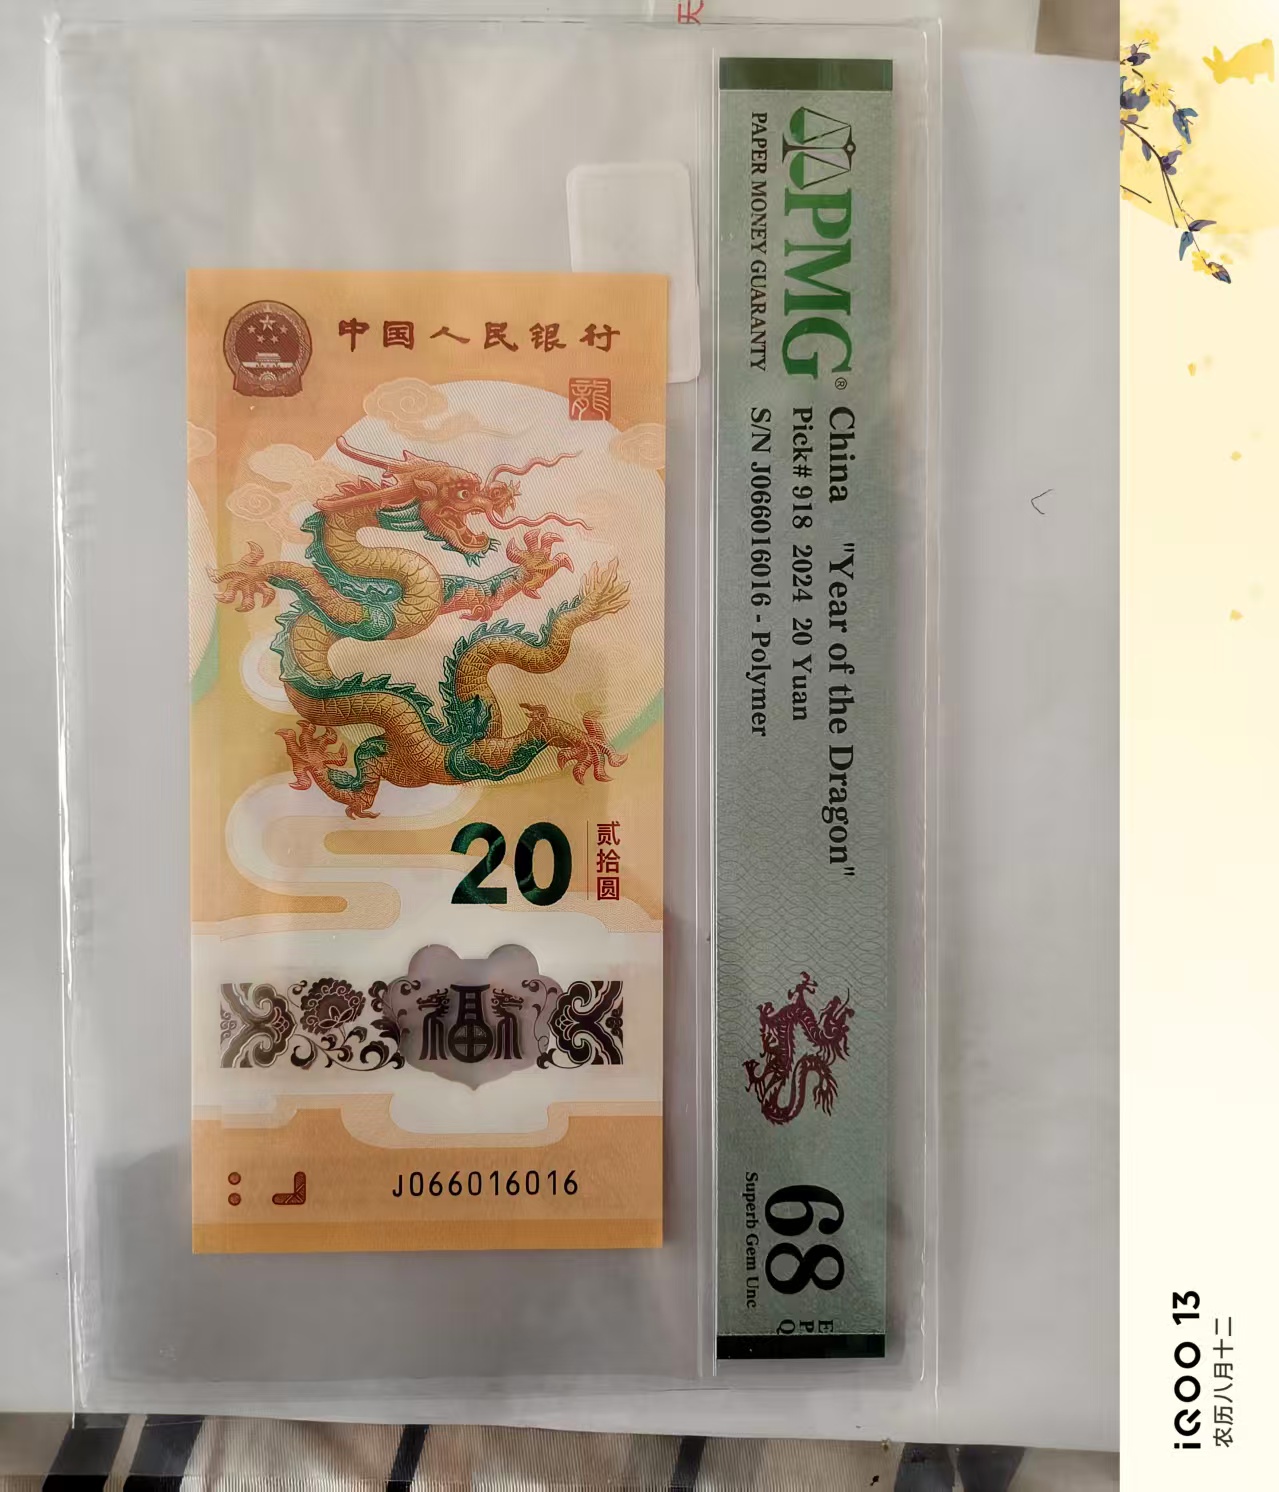 天
中国人民银行
龍
20
贰拾圆
福
J066016016
PMG®
PAPER MONEY GUARANTY
China "Year of the Dragon"
Pick# 918 2024 20 Yuan
S/N J066016016 - Polymer
68
Superb Gem Unc
E
P
Q
iQOO 13
农历八月十二